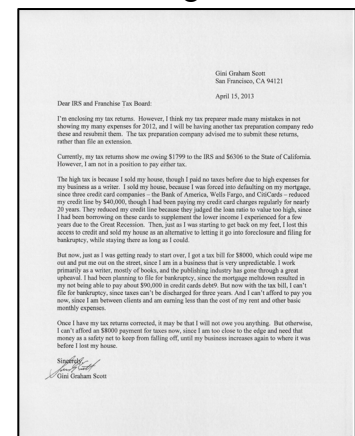 Gini Graham Scott
San Francisco, CA 94121
April 15, 2013
Dear IRS and Franchise Tax Board:
I'm enclosing my tax returns. However, I think my tax preparer made many mistakes in not
showing my many expenses for 2012, and I will be having another tax preparation company redo
these and resubmit them. The tax preparation company advised me to submit these returns,
rather than file an extension.
Currently, my tax returns show me owing $1799 to the IRS and $6306 to the State of California.
However, I am not in a position to pay either tax.
The high tax is because I sold my house, though I paid no taxes before due to high expenses for
my business as a writer. I sold my house, because I was forced into defaulting on my mortgage,
since three credit card companies – the Bank of America, Wells Fargo, and CitiCards – reduced
my credit line by $40,000, though I had been paying my credit card charges regularly for nearly
20 years. They reduced my credit line because they judged the loan ratio to value too high, since
I had been borrowing on these cards to supplement the lower income I experienced for a few
years due to the Great Recession. Then, just as I was starting to get back on my feet, I lost this
access to credit and sold my house as an alternative to letting it go into foreclosure and filing for
bankruptcy, while staying there as long as I could.
But now, just as I was getting ready to start over, I got a tax bill for $8000, which could wipe me
out and put me out on the street, since I am in a business that is very unpredictable. I work
primarily as a writer, mostly of books, and the publishing industry has gone through a great
upheaval. I had been planning to file for bankruptcy, since the mortgage meltdown resulted in
my not being able to pay about $90,000 in credit cards debt9. But now with the tax bill, I can't
file for bankruptcy, since taxes can't be discharged for three years. And I can't afford to pay you
now, since I am between clients and am earning less than the cost of my rent and other basic
monthly expenses.
Once I have my tax returns corrected, it may be that I will not owe you anything. But otherwise,
I can't afford an $8000 payment for taxes now, since I am too close to the edge and need that
money as a safety net to keep from falling off, until my business increases again to where it was
before I lost my house.
Sincerely,
Gini Graham Scott